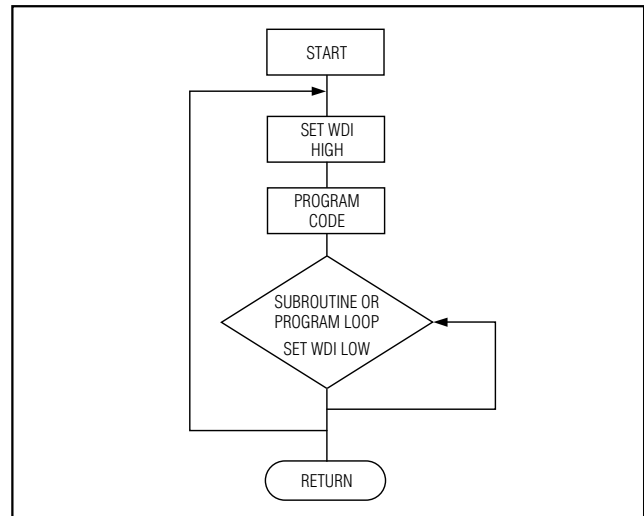 START
SET WDI
HIGH
PROGRAM
CODE
SUBROUTINE OR
PROGRAM LOOP
SET WDI LOW
RETURN